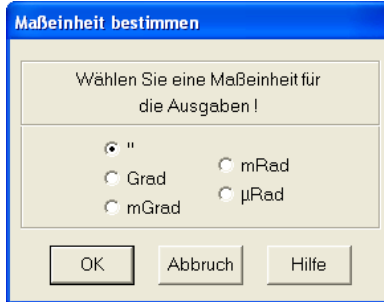 Maßeinheit bestimmen
Wählen Sie eine Maßeinheit für
die Ausgaben !
"
Grad
mGrad
mRad
µRad
OK
Abbruch
Hilfe